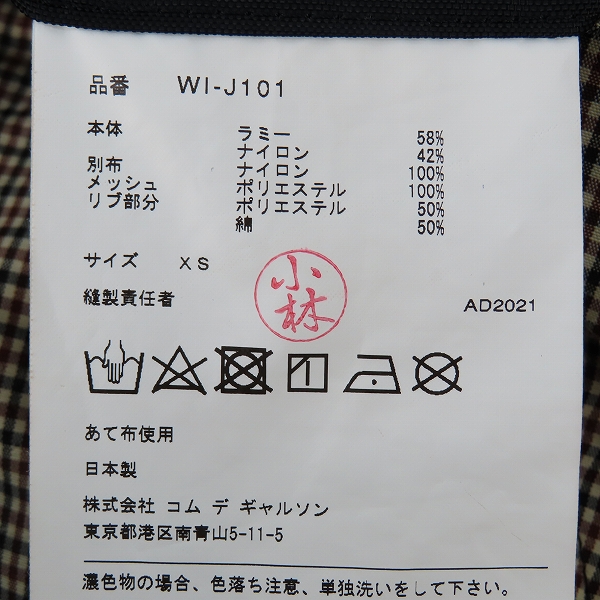 品番 WI-J101
本体 ラミー 58%
ナイロン 42%
別布 ナイロン 100%
メッシュ ポリエステル 100%
リブ部分 ポリエステル 50%
綿 50%
サイズ XS
小林
縫製責任者 AD2021
あて布使用
日本製
株式会社 コム デ ギャルソン
東京都港区南青山5-11-5
濃色物の場合、色落ち注意、単独洗いをして下さい。